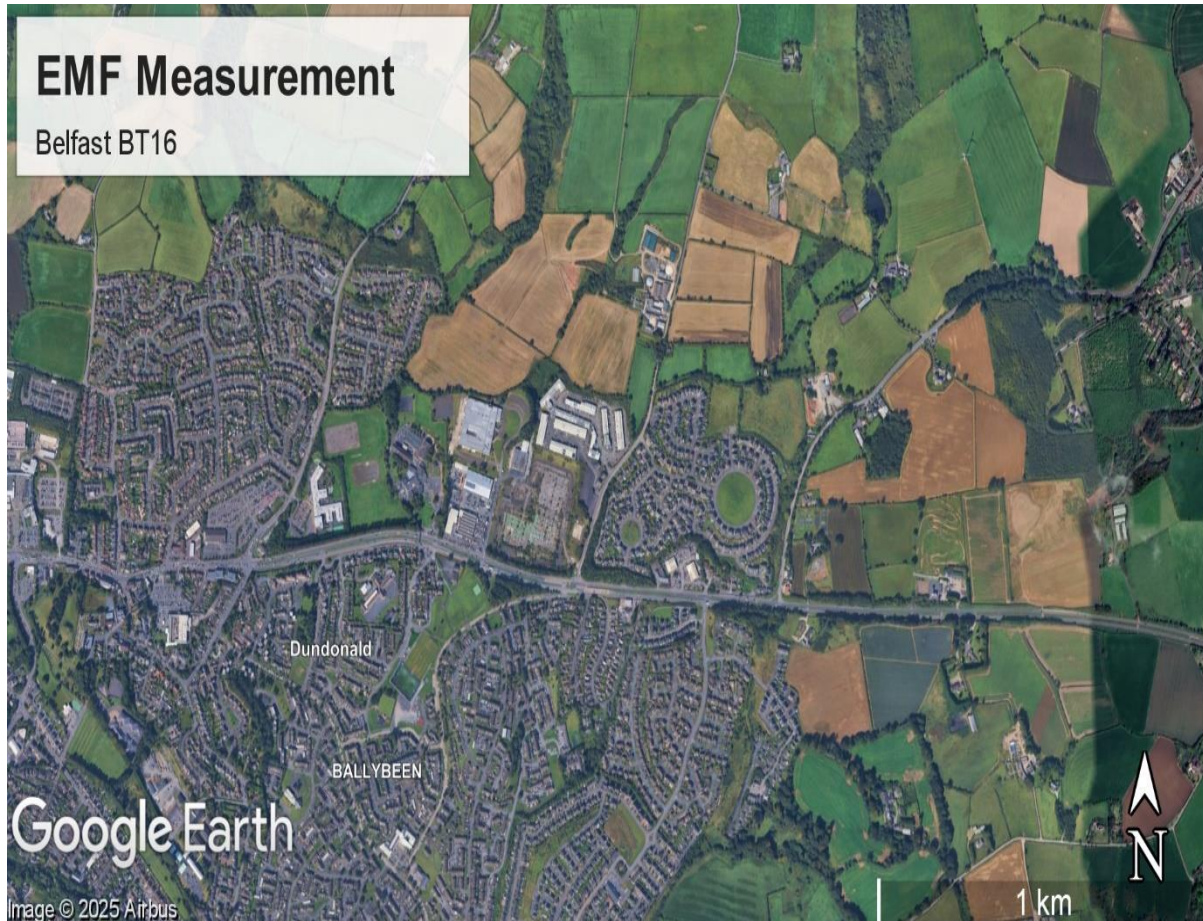 EMF Measurement
Belfast BT16
Dundonald
BALLYBEEN
Google Earth
Image © 2025 Airbus
1 km
N